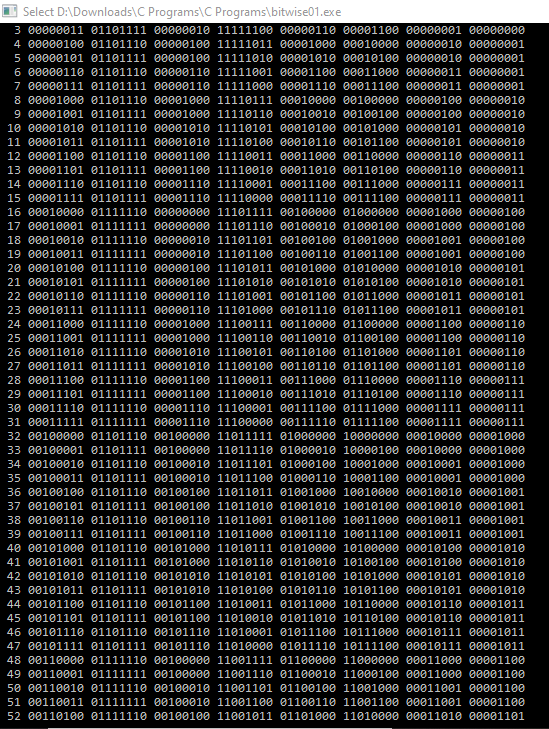 Select D:\Downloads\C Programs\C Programs\bitwise01.exe
3 00000011 01101111 00000010 11111100 00000110 00001100 00000001 00000000
4 00000100 01101110 00000100 11111011 00001000 00010000 00000010 00000001
5 00000101 01101111 00000100 11111010 00001010 00010100 00000010 00000001
6 00000110 01101110 00000110 11111001 00001100 00011000 00000011 00000001
7 00000111 01101111 00000110 11111000 00001110 00011100 00000011 00000001
8 00001000 01101110 00001000 11110111 00010000 00100000 00000100 00000010
9 00001001 01101111 00001000 11110110 00010010 00100100 00000100 00000010
10 00001010 01101110 00001010 11110101 00010100 00101000 00000101 00000010
11 00001011 01101111 00001010 11110100 00010110 00101100 00000101 00000010
12 00001100 01101110 00001100 11110011 00011000 00110000 00000110 00000011
13 00001101 01101111 00001100 11110010 00011010 00110100 00000110 00000011
14 00001110 01101110 00001110 11110001 00011100 00111000 00000111 00000011
15 00001111 01101111 00001110 11110000 00011110 00111100 00000111 00000011
16 00010000 01111110 00000000 11101111 00100000 01000000 00001000 00000100
17 00010001 01111111 00000000 11101110 00100010 01000100 00001000 00000100
18 00010010 01111110 00000010 11101101 00100100 01001000 00001001 00000100
19 00010011 01111111 00000010 11101100 00100110 01001100 00001001 00000100
20 00010100 01111110 00000100 11101011 00101000 01010000 00001010 00000101
21 00010101 01111111 00000100 11101010 00101010 01010100 00001010 00000101
22 00010110 01111110 00000110 11101001 00101100 01011000 00001011 00000101
23 00010111 01111111 00000110 11101000 00101110 01011100 00001011 00000101
24 00011000 01111110 00001000 11100111 00110000 01100000 00001100 00000110
25 00011001 01111111 00001000 11100110 00110010 01100100 00001100 00000110
26 00011010 01111110 00001010 11100101 00110100 01101000 00001101 00000110
27 00011011 01111111 00001010 11100100 00110110 01101100 00001101 00000110
28 00011100 01111110 00001100 11100011 00111000 01110000 00001110 00000111
29 00011101 01111111 00001100 11100010 00111010 01110100 00001110 00000111
30 00011110 01111110 00001110 11100001 00111100 01111000 00001111 00000111
31 00011111 01111111 00001110 11100000 00111110 01111100 00001111 00000111
32 00100000 01101110 00100000 11011111 01000000 10000000 00010000 00001000
33 00100001 01101111 00100000 11011110 01000010 10000100 00010000 00001000
34 00100010 01101110 00100010 11011101 01000100 10001000 00010001 00001000
35 00100011 01101111 00100010 11011100 01000110 10001100 00010001 00001000
36 00100100 01101110 00100100 11011011 01001000 10010000 00010010 00001001
37 00100101 01101111 00100100 11011010 01001010 10010100 00010010 00001001
38 00100110 01101110 00100110 11011001 01001100 10011000 00010011 00001001
39 00100111 01101111 00100110 11011000 01001110 10011100 00010011 00001001
40 00101000 01101110 00101000 11010111 01010000 10100000 00010100 00001010
41 00101001 01101111 00101000 11010110 01010010 10100100 00010100 00001010
42 00101010 01101110 00101010 11010101 01010100 10101000 00010101 00001010
43 00101011 01101111 00101010 11010100 01010110 10101100 00010101 00001010
44 00101100 01101110 00101100 11010011 01011000 10110000 00010110 00001011
45 00101101 01101111 00101100 11010010 01011010 10110100 00010110 00001011
46 00101110 01101110 00101110 11010001 01011100 10111000 00010111 00001011
47 00101111 01101111 00101110 11010000 01011110 10111100 00010111 00001011
48 00110000 01111110 00100000 11001111 01100000 11000000 00011000 00001100
49 00110001 01111111 00100000 11001110 01100010 11000100 00011000 00001100
50 00110010 01111110 00100010 11001101 01100100 11001000 00011001 00001100
51 00110011 01111111 00100010 11001100 01100110 11001100 00011001 00001100
52 00110100 01111110 00100100 11001011 01101000 11010000 00011010 00001101